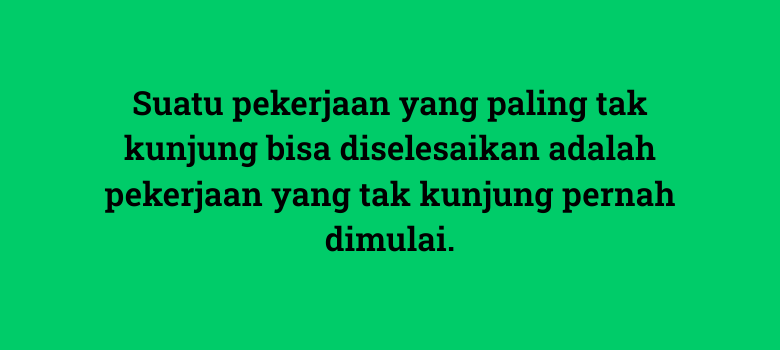 Suatu pekerjaan yang paling tak
kunjung bisa diselesaikan adalah
pekerjaan yang tak kunjung pernah
dimulai.